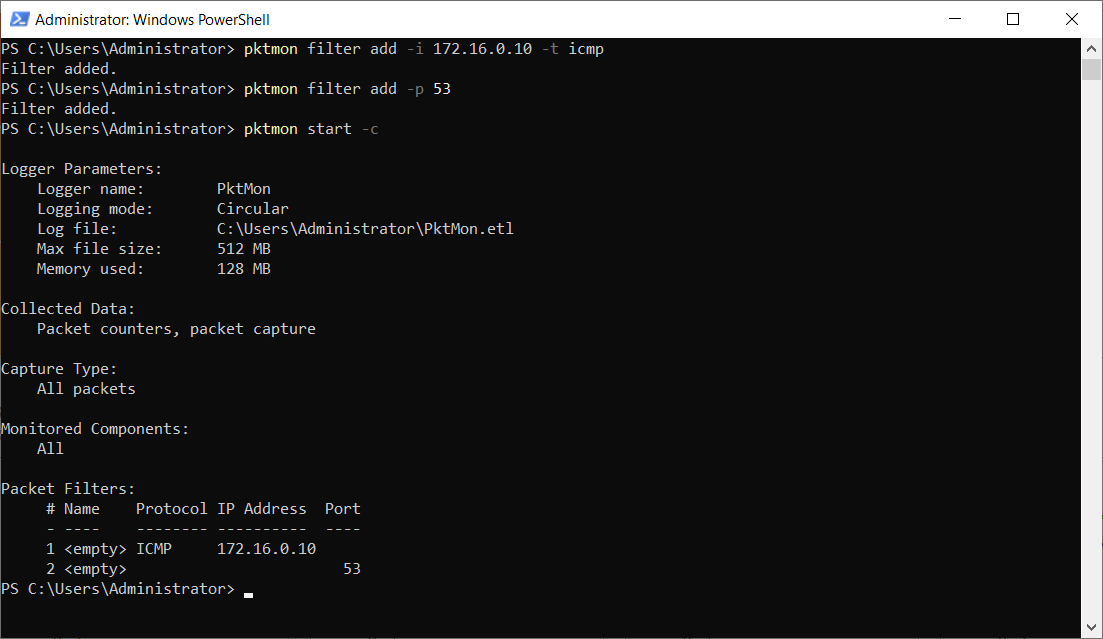 Administrator: Windows PowerShell
PS C:\Users\Administrator> pktmon filter add -i 172.16.0.10 -t icmp
Filter added.
PS C:\Users\Administrator> pktmon filter add -p 53
Filter added.
PS C:\Users\Administrator> pktmon start -c
Logger Parameters:
    Logger name:        PktMon
    Logging mode:       Circular
    Log file:           C:\Users\Administrator\PktMon.etl
    Max file size:      512 MB
    Memory used:        128 MB
Collected Data:
    Packet counters, packet capture
Capture Type:
    All packets
Monitored Components:
    All
Packet Filters:
     # Name    Protocol IP Address  Port
     - ----    -------- ----------  ----
     1 <empty> ICMP     172.16.0.10
     2 <empty>                        53
PS C:\Users\Administrator>